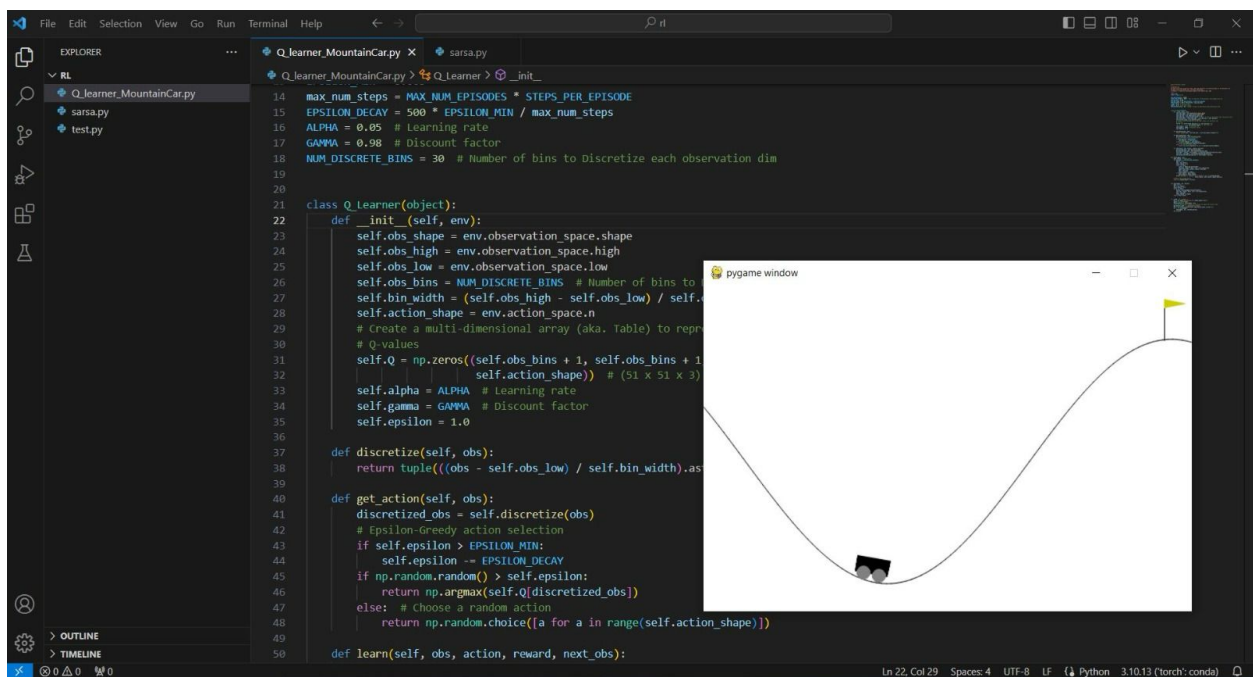 File Edit Selection View Go Run Terminal Help
rl
EXPLORER
RL
Q_learner_MountainCar.py
sarsa.py
test.py
OUTLINE
TIMELINE
Q_learner_MountainCar.py sarsa.py
Q_learner_MountainCar.py > Q_Learner > __init__
14 max_num_steps = MAX_NUM_EPISODES * STEPS_PER_EPISODE
15 EPSILON_DECAY = 500 * EPSILON_MIN / max_num_steps
16 ALPHA = 0.05 # Learning rate
17 GAMMA = 0.98 # Discount factor
18 NUM_DISCRETE_BINS = 30 # Number of bins to Discretize each observation dim
19
20
21 class Q_Learner(object):
22 def __init__(self, env):
23 self.obs_shape = env.observation_space.shape
24 self.obs_high = env.observation_space.high
25 self.obs_low = env.observation_space.low
26 self.obs_bins = NUM_DISCRETE_BINS # Number of bins to
27 self.bin_width = (self.obs_high - self.obs_low) / self.
28 self.action_shape = env.action_space.n
29 # Create a multi-dimensional array (aka. Table) to repr
30 # Q-values
31 self.Q = np.zeros((self.obs_bins + 1, self.obs_bins + 1
32 self.action_shape)) # (51 x 51 x 3)
33 self.alpha = ALPHA # Learning rate
34 self.gamma = GAMMA # Discount factor
35 self.epsilon = 1.0
36
37 def discretize(self, obs):
38 return tuple(((obs - self.obs_low) / self.bin_width).as
39
40 def get_action(self, obs):
41 discretized_obs = self.discretize(obs)
42 # Epsilon-Greedy action selection
43 if self.epsilon > EPSILON_MIN:
44 self.epsilon -= EPSILON_DECAY
45 if np.random.random() > self.epsilon:
46 return np.argmax(self.Q[discretized_obs])
47 else: # Choose a random action
48 return np.random.choice([a for a in range(self.action_shape)])
49
50 def learn(self, obs, action, reward, next_obs):
pygame window
0 0 0 Ln 22, Col 29 Spaces: 4 UTF-8 LF Python 3.10.13 ('torch': conda)